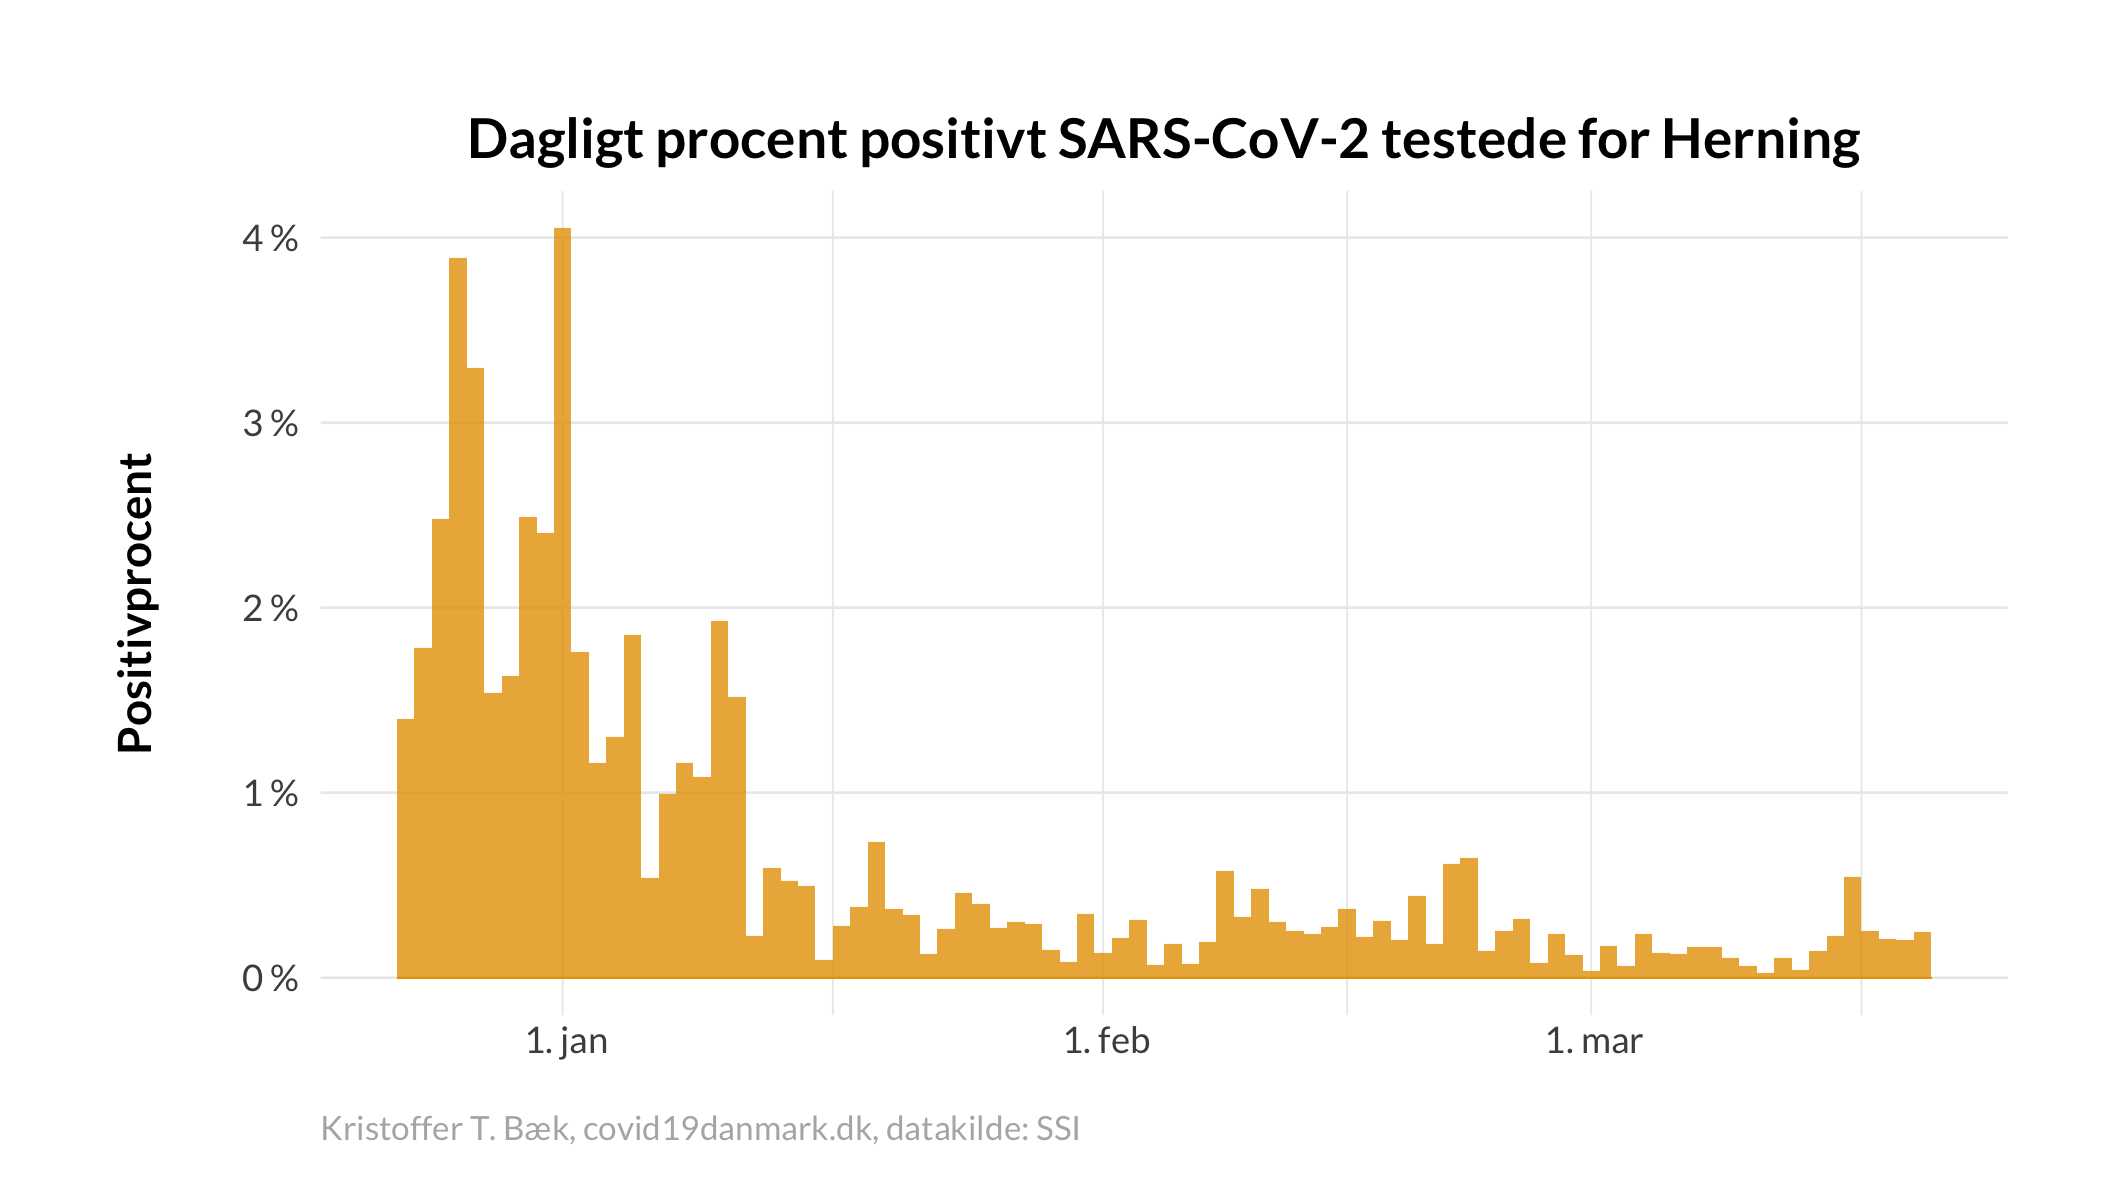 Dagligt procent positivt SARS-CoV-2 testede for Herning
Positivprocent
4 %
3 %
2 %
1 %
0 %
1. jan
1. feb
1. mar
Kristoffer T. Bæk, covid19danmark.dk, datakilde: SSI